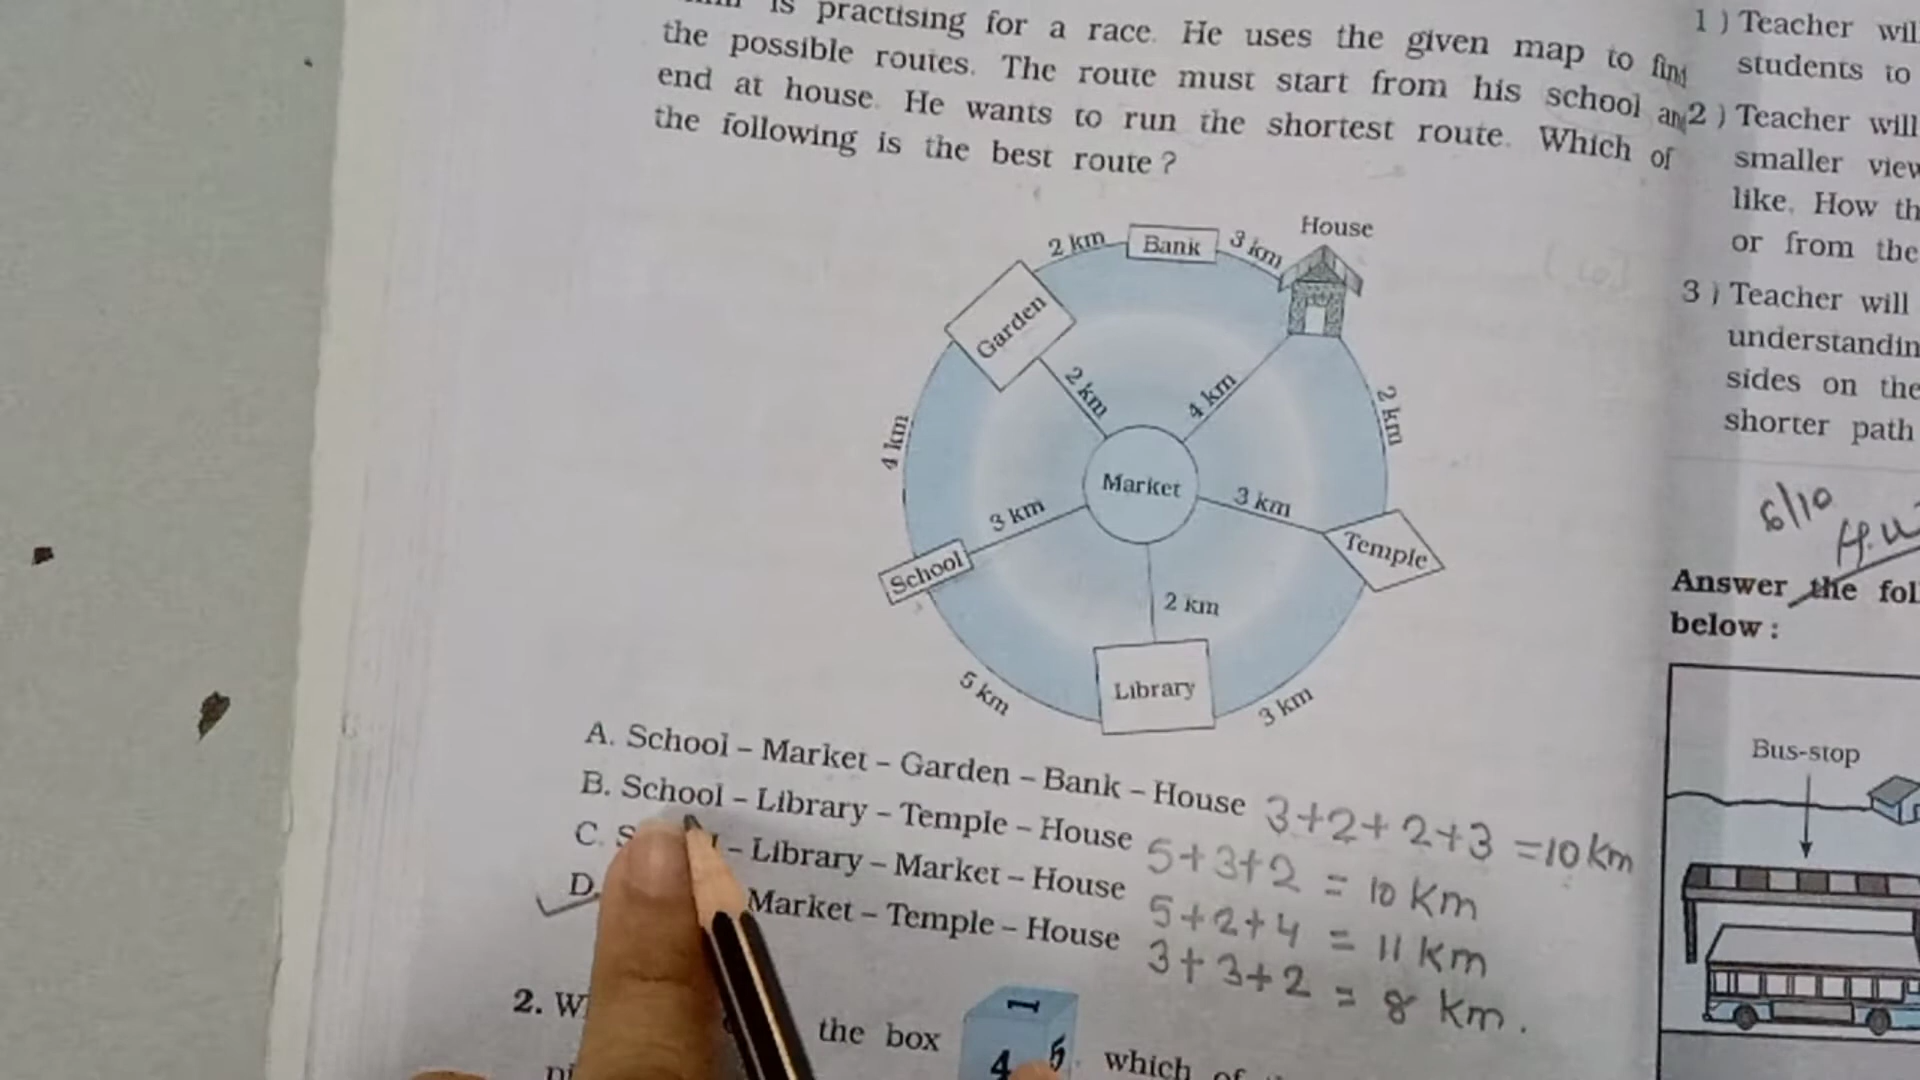 is practising for a race. He uses the given map to find
the possible routes. The route must start from his school and
end at house. He wants to run the shortest route. Which of
the following is the best route ?
House
2 km
Bank
3 km
Garden
2 km
4 km
2 km
4 km
Market
3 km
3 km
School
Temple
2 km
Library
5 km
3 km
A. School – Market – Garden – Bank – House 3+2+2+3 =10 km
B. School – Library – Temple – House 5+3+2 = 10 Km
C. – Library – Market – House 5+2+4 = 11 Km
D. Market – Temple – House 3+3+2 = 8 Km.
2. the box 1 4 5 which of
1 ) Teacher will
students to
2 ) Teacher will
smaller view
like. How
or from the
3 ) Teacher will
sides on the
shorter path
6/10
H.W
Answer the
below :
Bus-stop